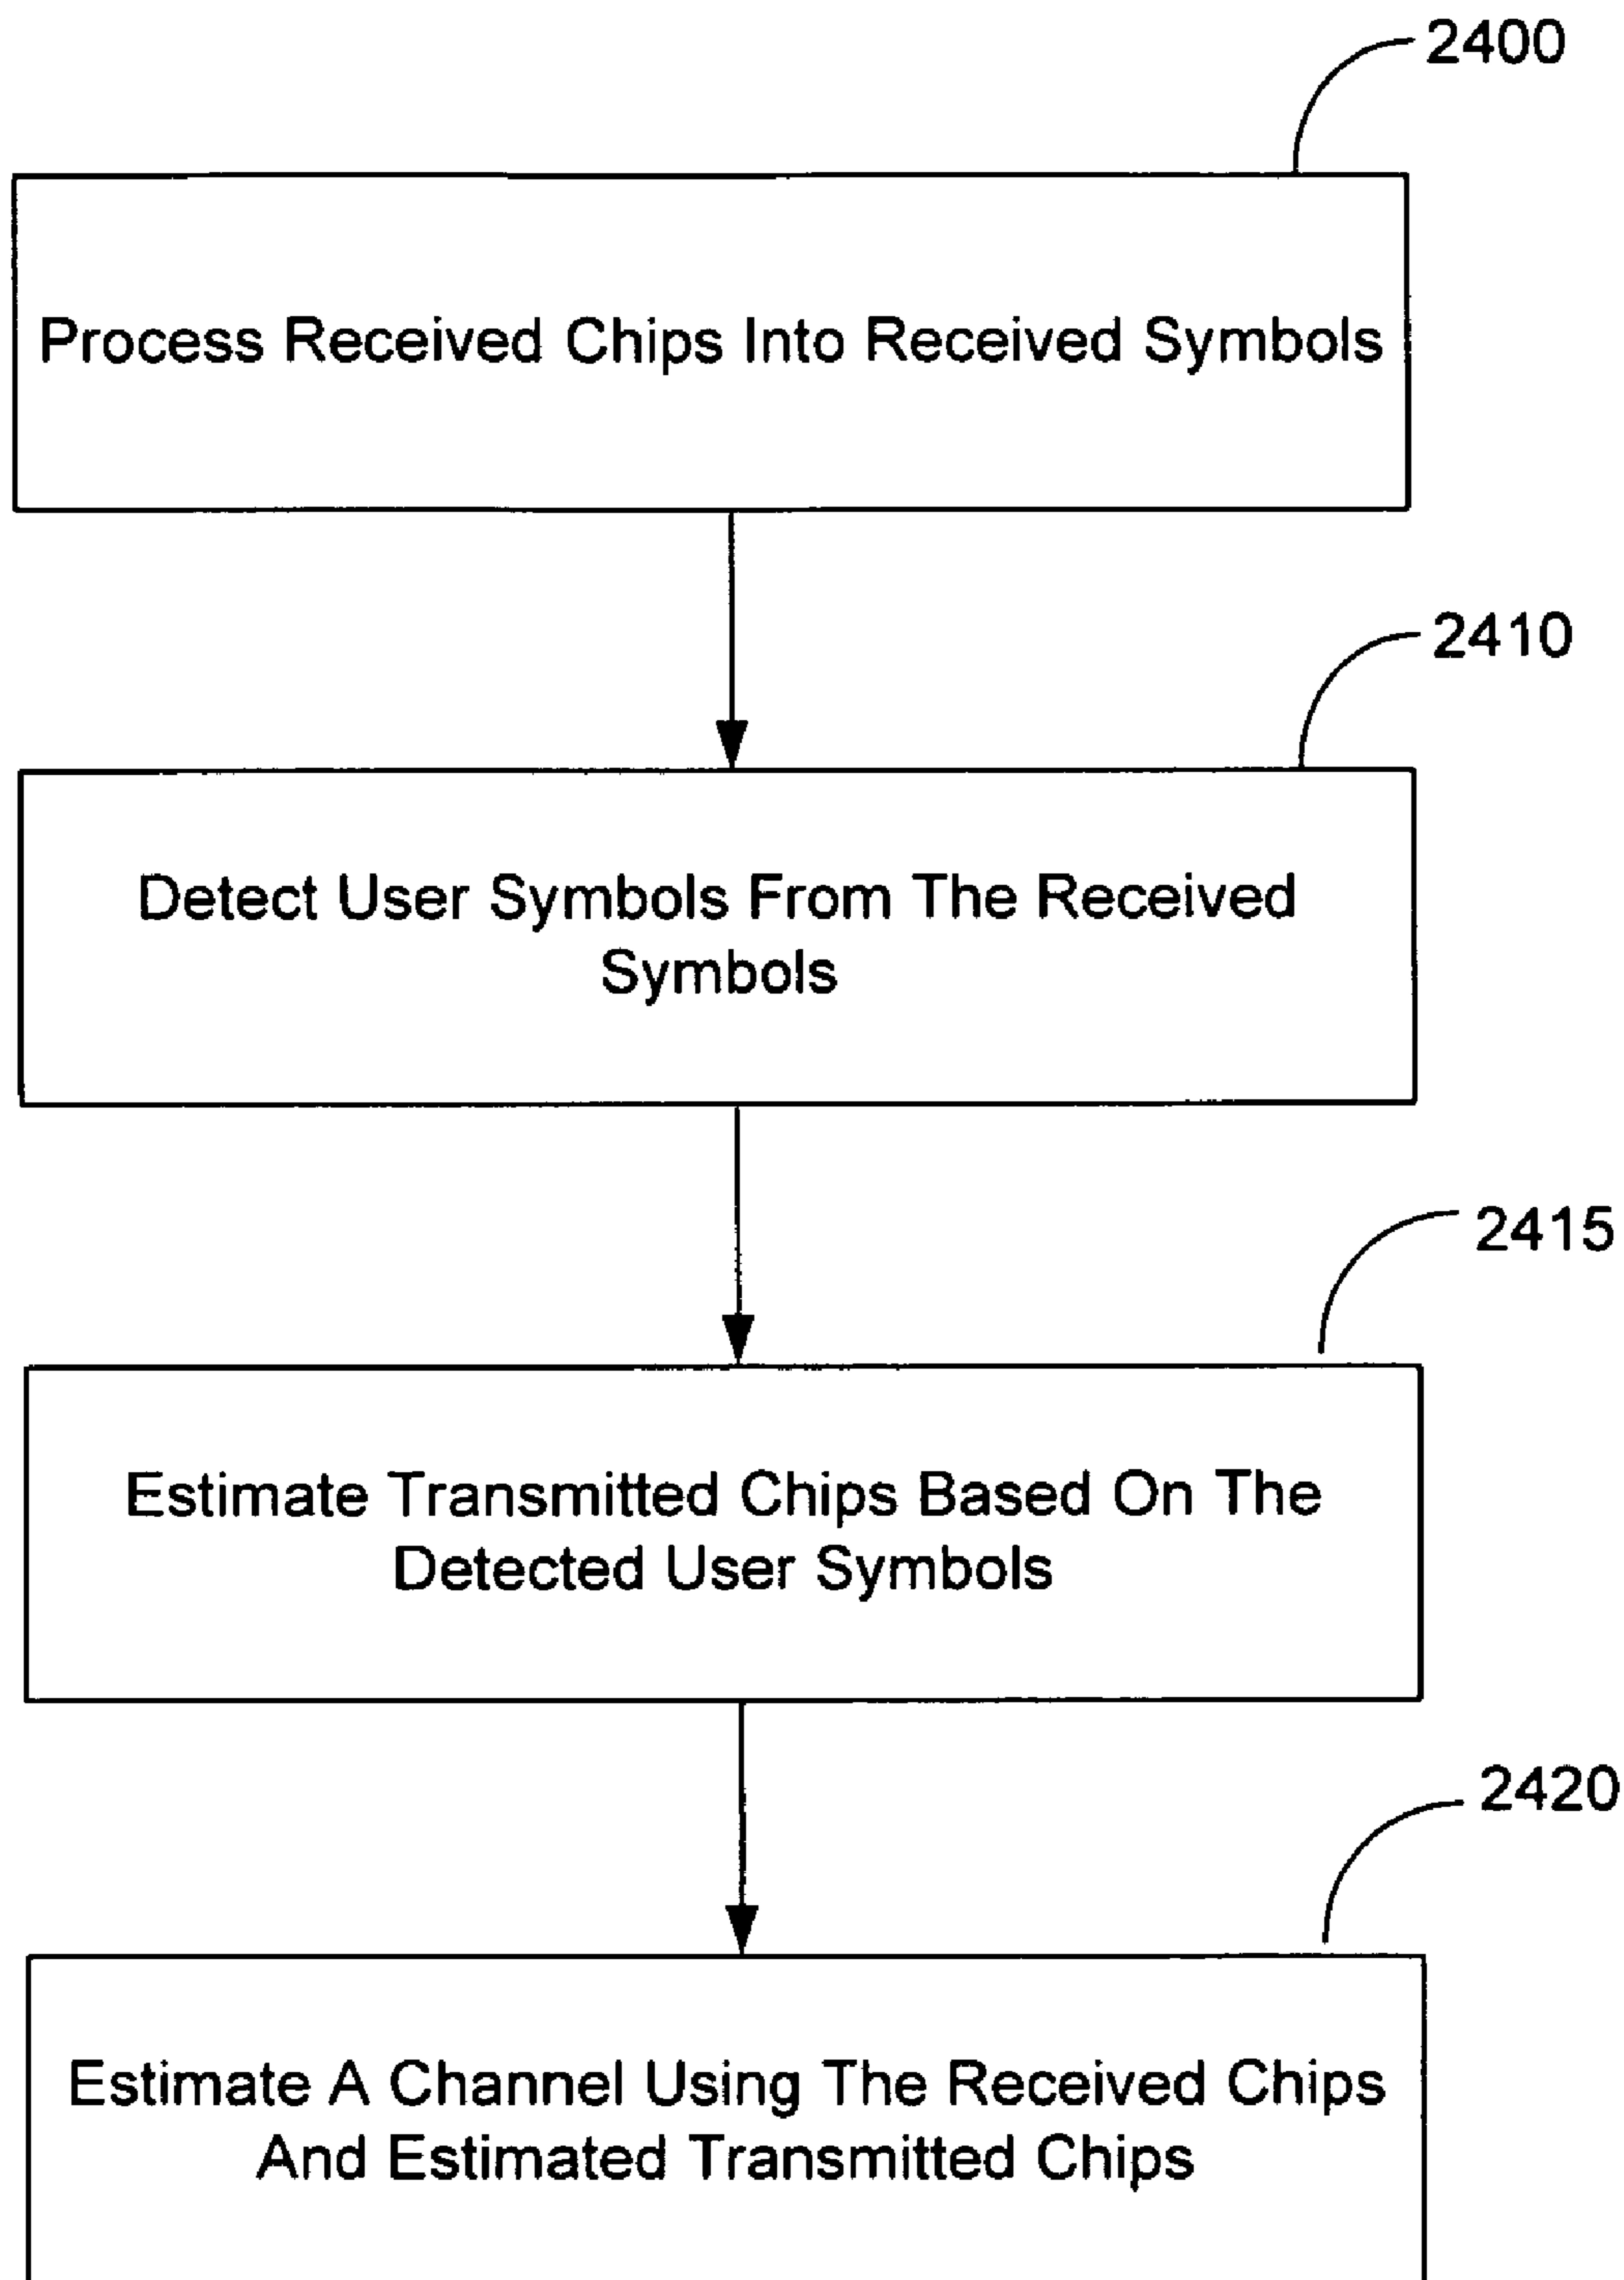 2400
Process Received Chips Into Received Symbols
2410
Detect User Symbols From The Received
Symbols
2415
Estimate Transmitted Chips Based On The
Detected User Symbols
2420
Estimate A Channel Using The Received Chips
And Estimated Transmitted Chips